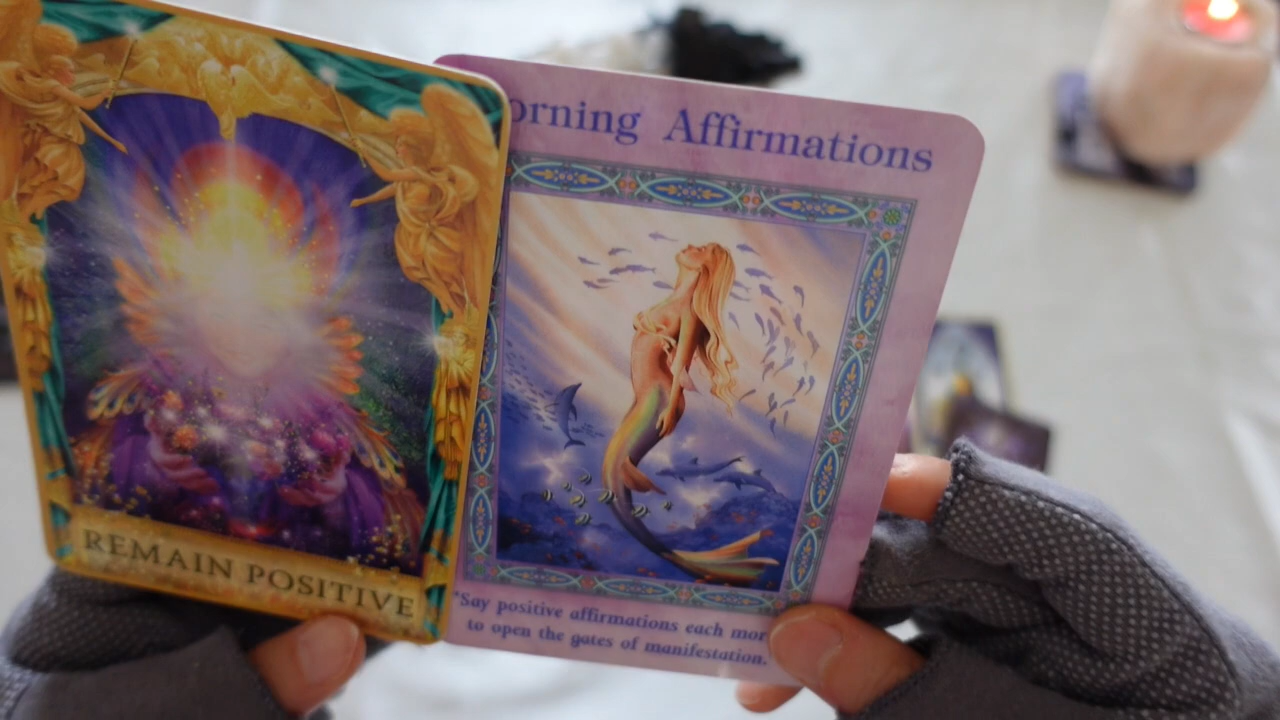 orning Affirmations
REMAIN POSITIVE
"Say positive affirmations each mor
to open the gates of manifestation.